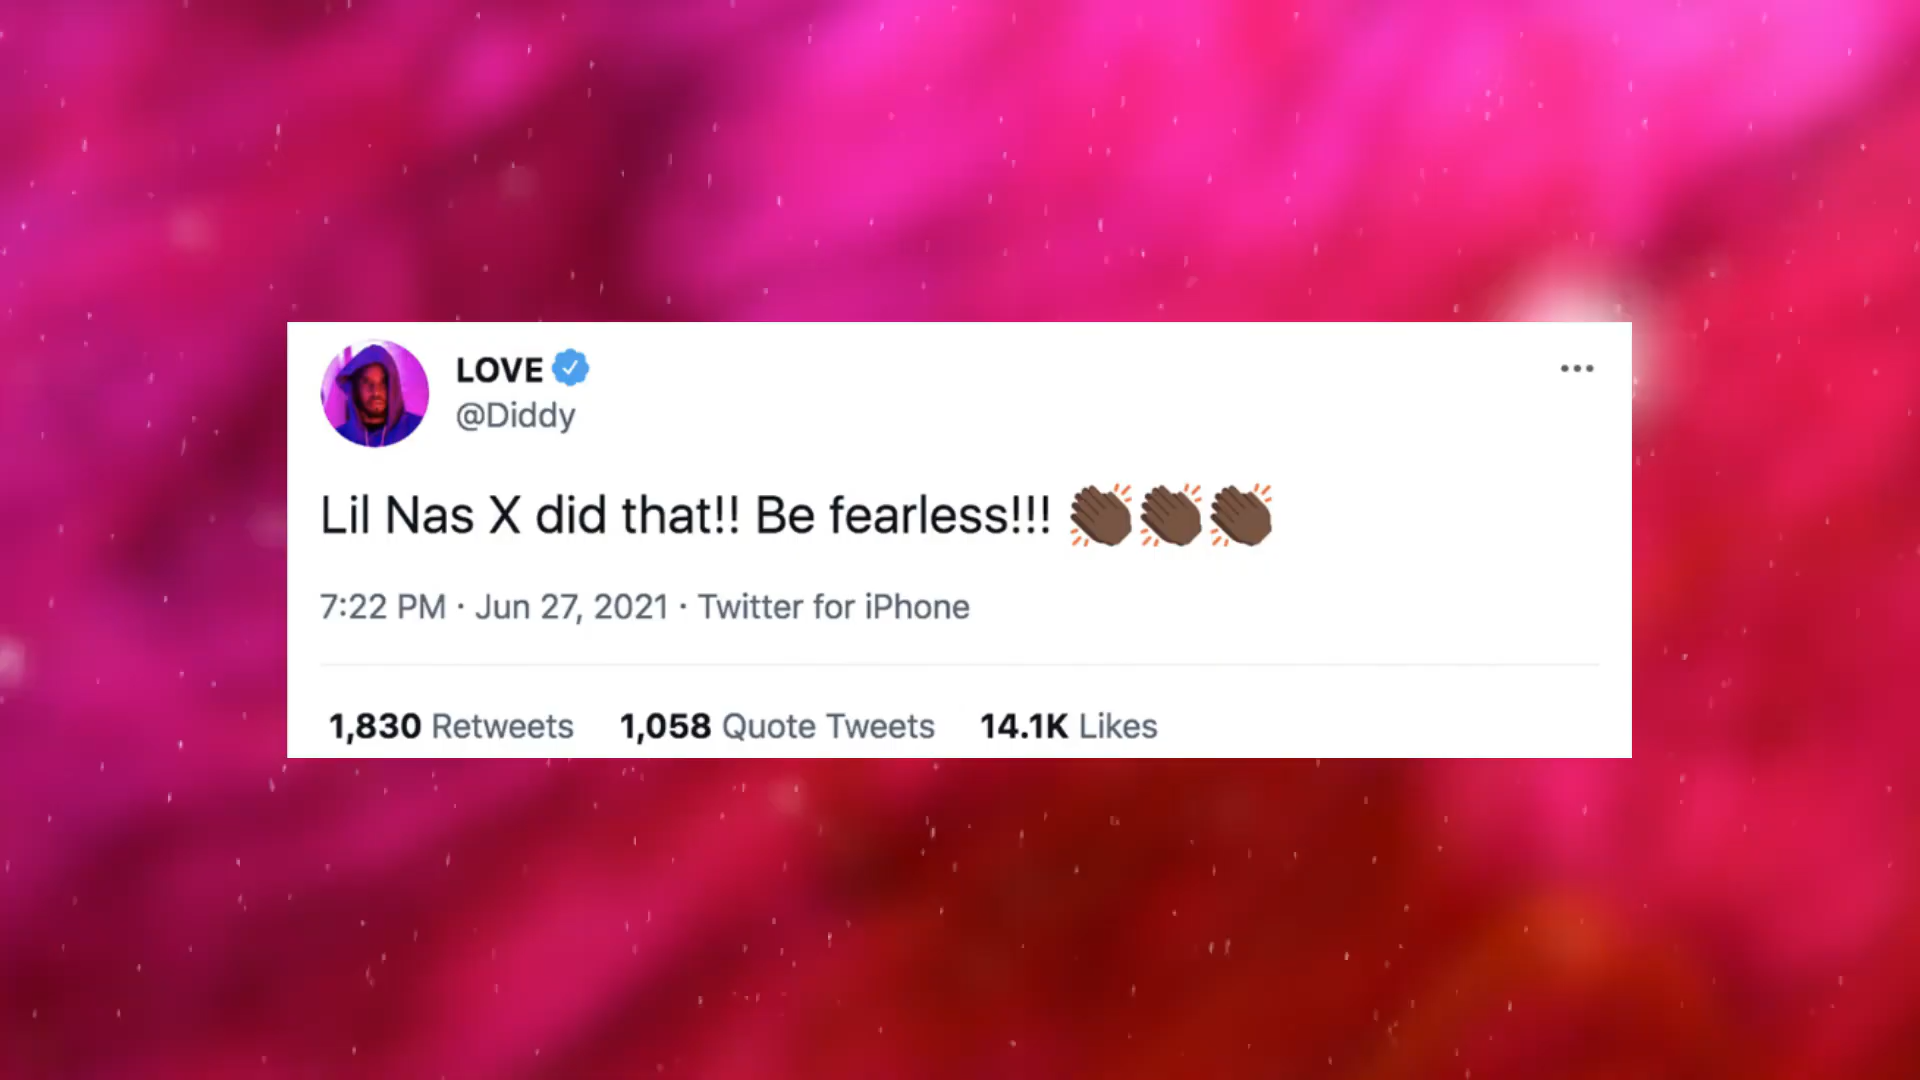 LOVE
@Diddy
Lil Nas X did that!! Be fearless!!! 👏🏿👏🏿👏🏿
7:22 PM · Jun 27, 2021 · Twitter for iPhone
1,830 Retweets 1,058 Quote Tweets 14.1K Likes